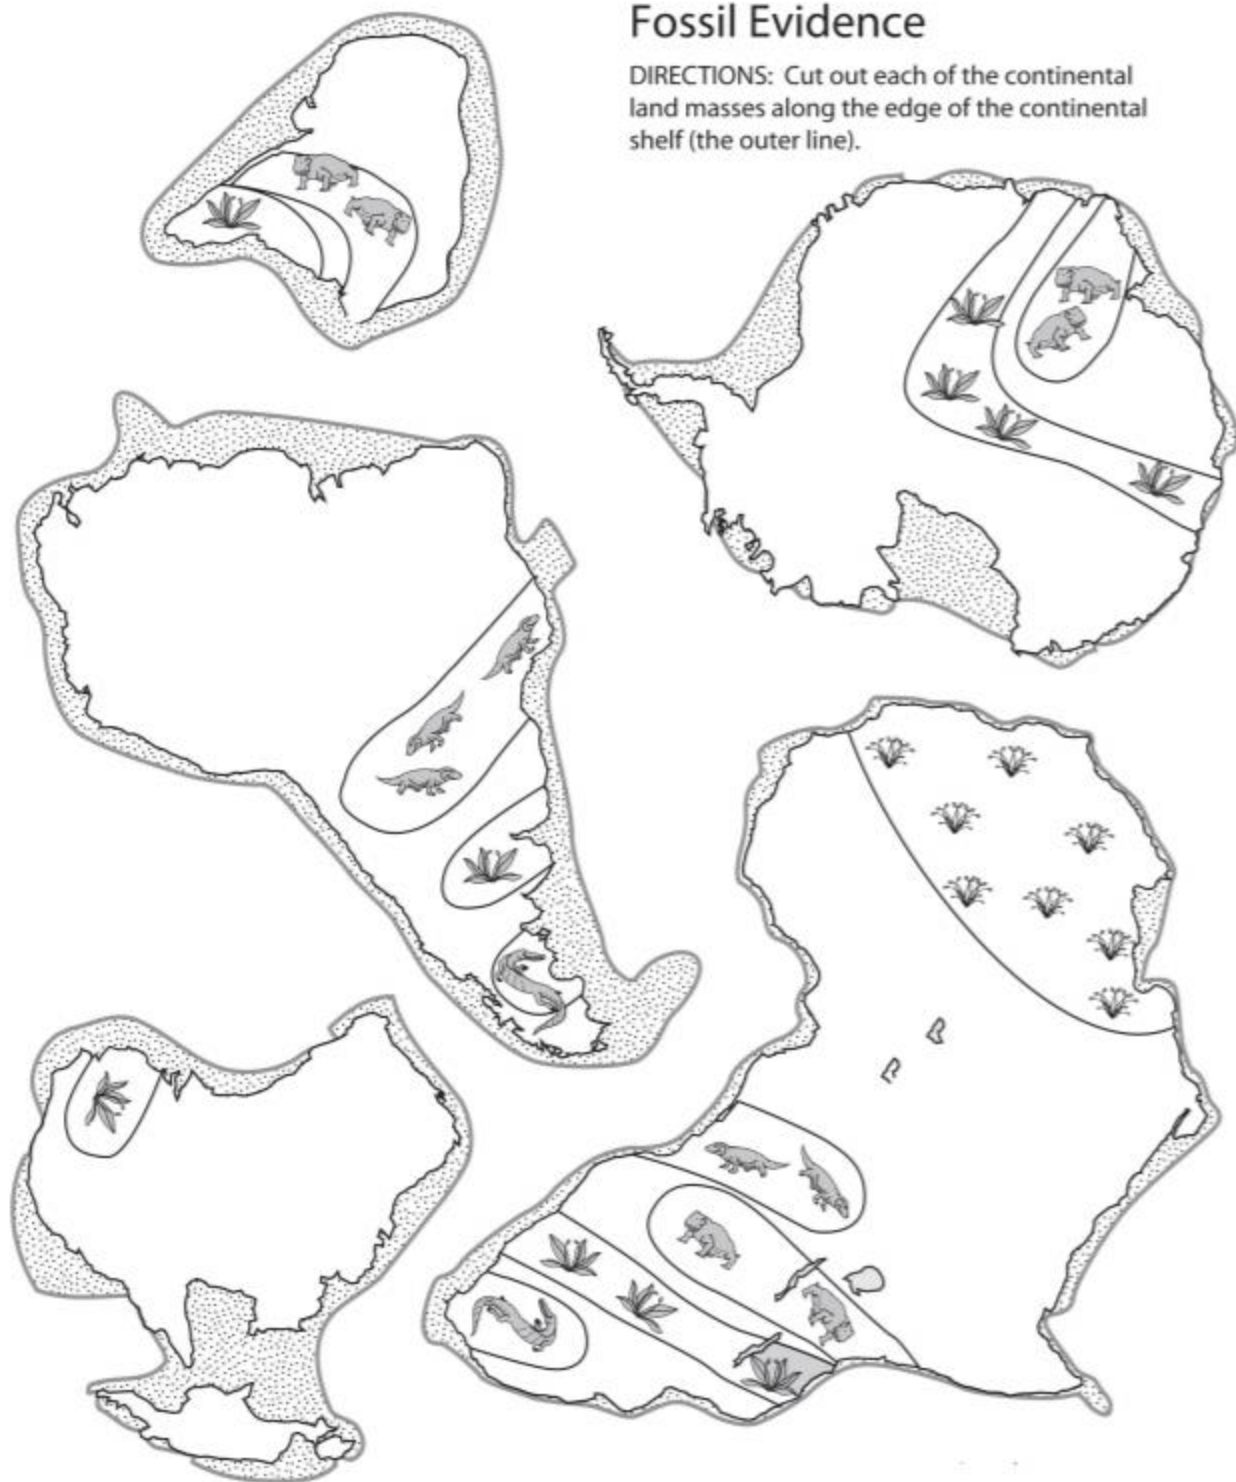 Fossil Evidence
DIRECTIONS: Cut out each of the continental
land masses along the edge of the continental
shelf (the outer line).